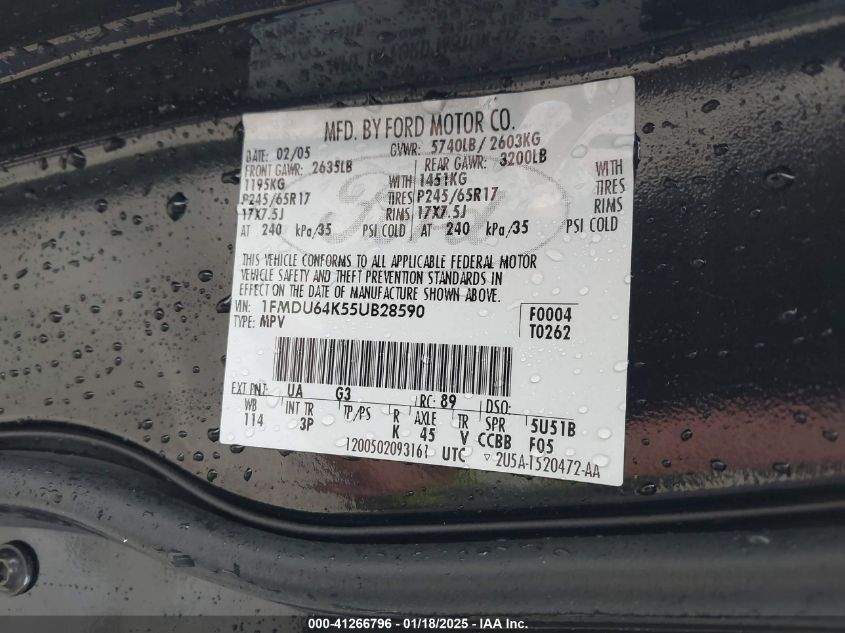 MFD. BY FORD MOTOR CO.
DATE: 02/05 GVWR: 5740LB / 2603KG
FRONT GAWR: 2635LB REAR GAWR: 3200LB
1195KG WITH 1451KG WITH
P245/65R17 TIRES P245/65R17 TIRES
17X7.5J RIMS 17X7.5J RIMS
AT 240 kPa/35 PSI COLD AT 240 kPa/35 PSI COLD
THIS VEHICLE CONFORMS TO ALL APPLICABLE FEDERAL MOTOR
VEHICLE SAFETY AND THEFT PREVENTION STANDARDS IN
EFFECT ON THE DATE OF MANUFACTURE SHOWN ABOVE.
VIN: 1FMDU64K55UB28590 F0004
TYPE: MPV T0262
EXT PNT: UA G3 RC: 89 DSO:
WB INT TR TP/PS R AXLE TR SPR 5U51B
114 3P K 45 V CCBB F05
1200502093161 UTC ▽ 2U5A-1520472-AA
Ford
000-41266796 - 01/18/2025 - IAA Inc.